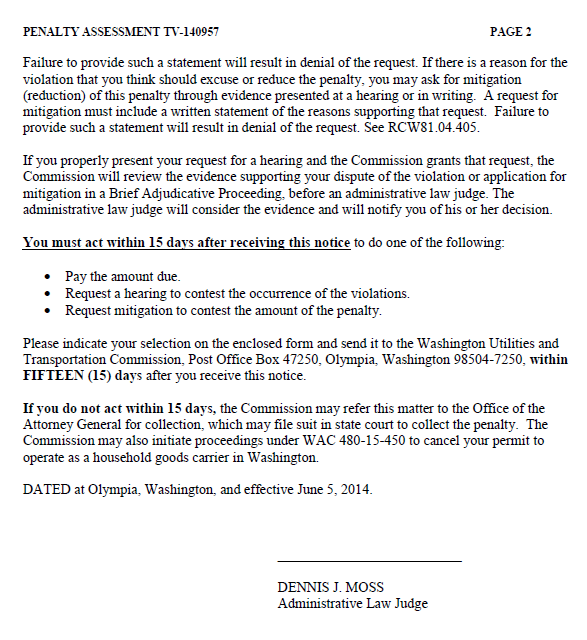 PENALTY ASSESSMENT TV-140957 PAGE 2
Failure to provide such a statement will result in denial of the request. If there is a reason for the
violation that you think should excuse or reduce the penalty, you may ask for mitigation
(reduction) of this penalty through evidence presented at a hearing or in writing. A request for
mitigation must include a written statement of the reasons supporting that request. Failure to
provide such a statement will result in denial of the request. See RCW81.04.405.
If you properly present your request for a hearing and the Commission grants that request, the
Commission will review the evidence supporting your dispute of the violation or application for
mitigation in a Brief Adjudicative Proceeding, before an administrative law judge. The
administrative law judge will consider the evidence and will notify you of his or her decision.
You must act within 15 days after receiving this notice to do one of the following:
• Pay the amount due.
• Request a hearing to contest the occurrence of the violations.
• Request mitigation to contest the amount of the penalty.
Please indicate your selection on the enclosed form and send it to the Washington Utilities and
Transportation Commission, Post Office Box 47250, Olympia, Washington 98504-7250, within
FIFTEEN (15) days after you receive this notice.
If you do not act within 15 days, the Commission may refer this matter to the Office of the
Attorney General for collection, which may file suit in state court to collect the penalty. The
Commission may also initiate proceedings under WAC 480-15-450 to cancel your permit to
operate as a household goods carrier in Washington.
DATED at Olympia, Washington, and effective June 5, 2014.
DENNIS J. MOSS
Administrative Law Judge